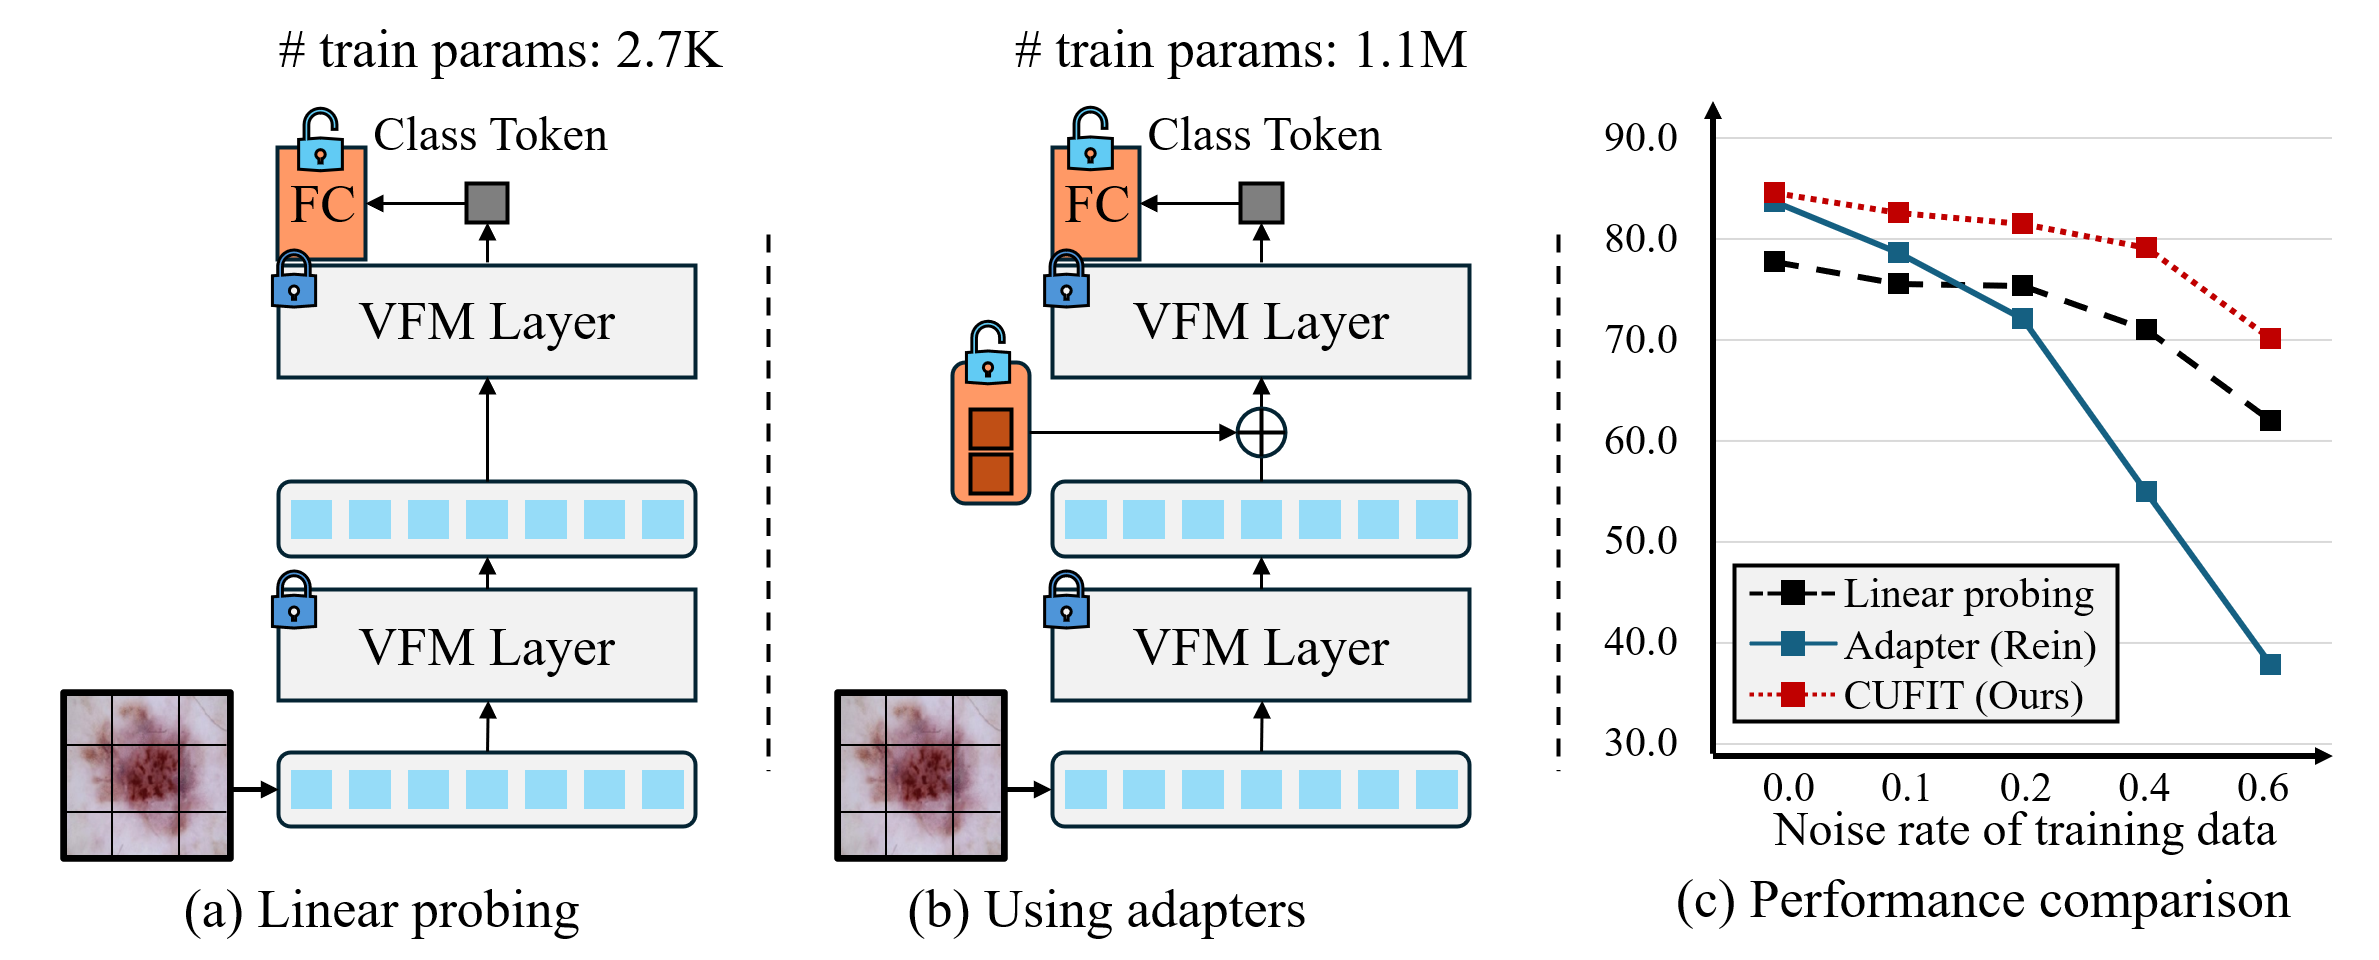 # train params: 2.7K
Class Token
FC
VFM Layer
VFM Layer
(a) Linear probing
# train params: 1.1M
Class Token
FC
VFM Layer
VFM Layer
(b) Using adapters
90.0
80.0
70.0
60.0
50.0
40.0
30.0
Linear probing
Adapter (Rein)
CUFIT (Ours)
0.0 0.1 0.2 0.4 0.6
Noise rate of training data
(c) Performance comparison